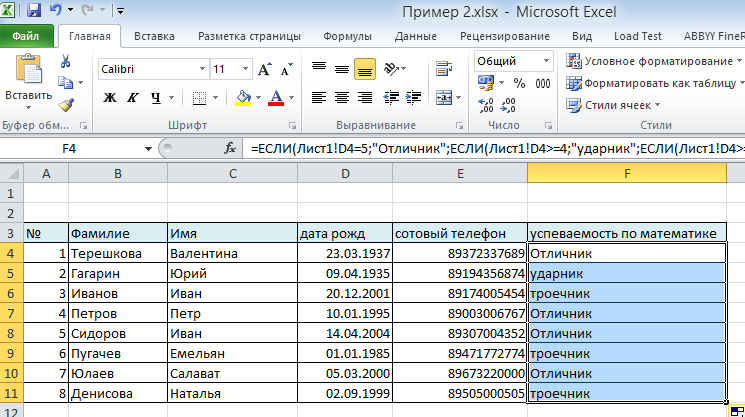 Пример 2.xlsx - Microsoft Excel
Файл Главная Вставка Разметка страницы Формулы Данные Рецензирование Вид Load Test ABBYY FineR
Вставить Calibri 11 Общий Условное форматирование
Ж К Ч % 000 Форматировать как таблицу
Стили ячеек
Буфер обм... Шрифт Выравнивание Число Стили
F4 fx =ЕСЛИ(Лист1!D4=5;"Отличник";ЕСЛИ(Лист1!D4>=4;"ударник";ЕСЛИ(Лист1!D4>=
A B C D E F
1
2
3 № Фамилие Имя дата рожд сотовый телефон успеваемость по математике
4 1 Терешкова Валентина 23.03.1937 89372337689 Отличник
5 2 Гагарин Юрий 09.04.1935 89194356874 ударник
6 3 Иванов Иван 20.12.2001 89174005454 троечник
7 4 Петров Петр 10.01.1995 89003006767 Отличник
8 5 Сидоров Иван 14.04.2004 89307004352 Отличник
9 6 Пугачев Емельян 01.01.1985 89471772774 троечник
10 7 Юлаев Салават 05.03.2000 89673220000 Отличник
11 8 Денисова Наталья 02.09.1999 89505000505 троечник
12